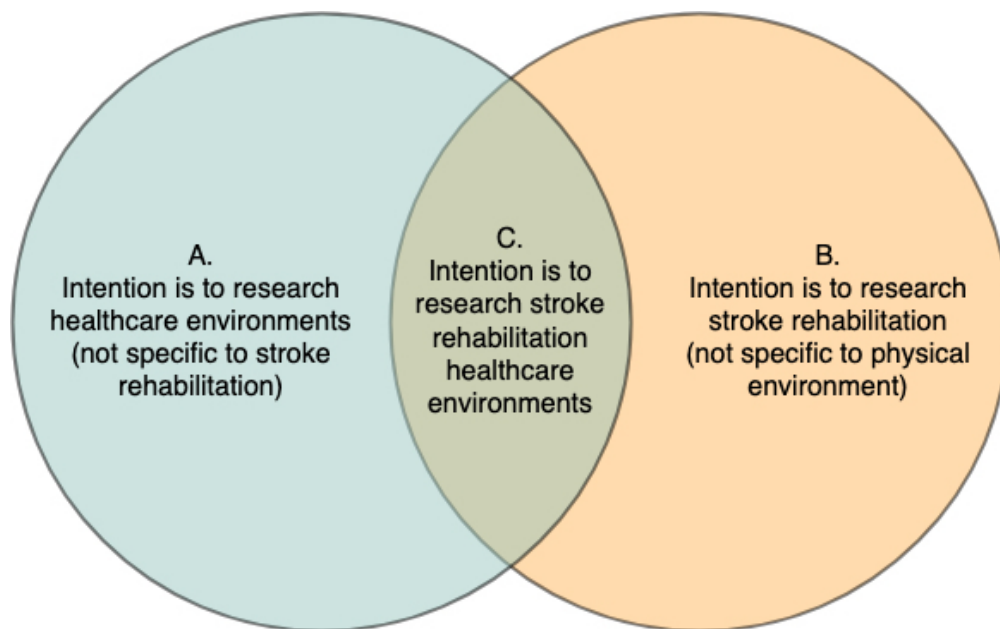 A.
Intention is to research
healthcare environments
(not specific to stroke
rehabilitation)
C.
Intention is to
research stroke
rehabilitation
healthcare
environments
B.
Intention is to research
stroke rehabilitation
(not specific to physical
environment)